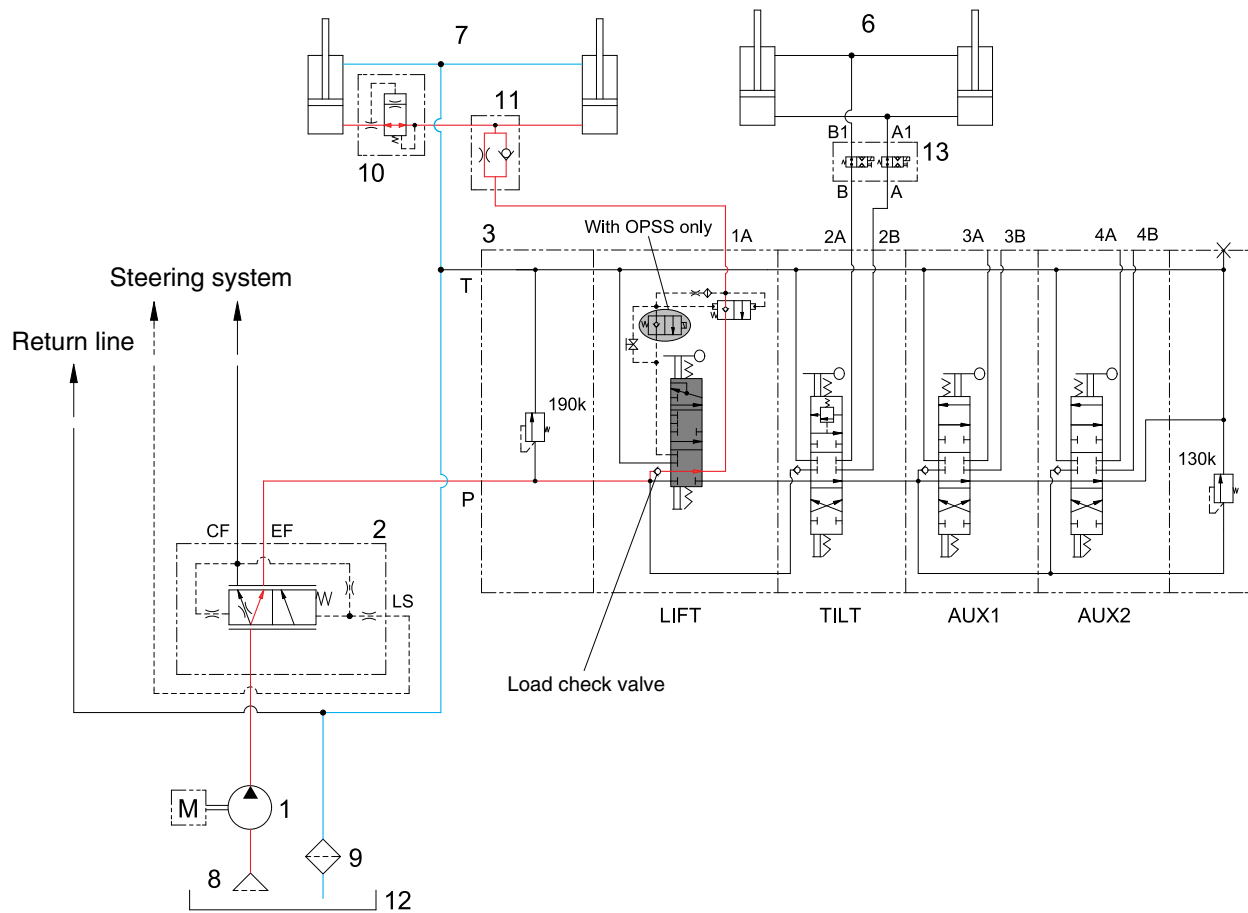 7
6
11
B1
A1
13
10
B
A
With OPSS only
3
1A
2A
2B
3A
3B
4A
4B
Steering system
T
Return line
190k
130k
P
CF
EF
2
LS
LIFT
TILT
AUX1
AUX2
Load check valve
M
1
9
8
12